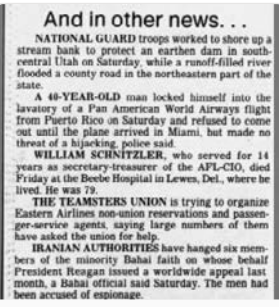 And in other news. . .
NATIONAL GUARD troops worked to shore up a
stream bank to protect an earthen dam in south-
central Utah on Saturday, while a runoff-filled river
flooded a county road in the northeastern part of the
state.
A 40-YEAR-OLD man locked himself into the
lavatory of a Pan American World Airways flight
from Puerto Rico on Saturday and refused to come
out until the plane arrived in Miami, but made no
threat of a hijacking, police said.
WILLIAM SCHNITZLER, who served for 14
years as secretary-treasurer of the AFL-CIO, died
Friday at the Beebe Hospital in Lewes, Del., where he
lived. He was 79.
THE TEAMSTERS UNION is trying to organize
Eastern Airlines non-union reservations and passen-
ger-service agents, saying large numbers of them
have asked the union for help.
IRANIAN AUTHORITIES have hanged six mem-
bers of the minority Bahai faith on whose behalf
President Reagan issued a worldwide appeal last
month, a Bahai official said Saturday. The men had
been accused of espionage.